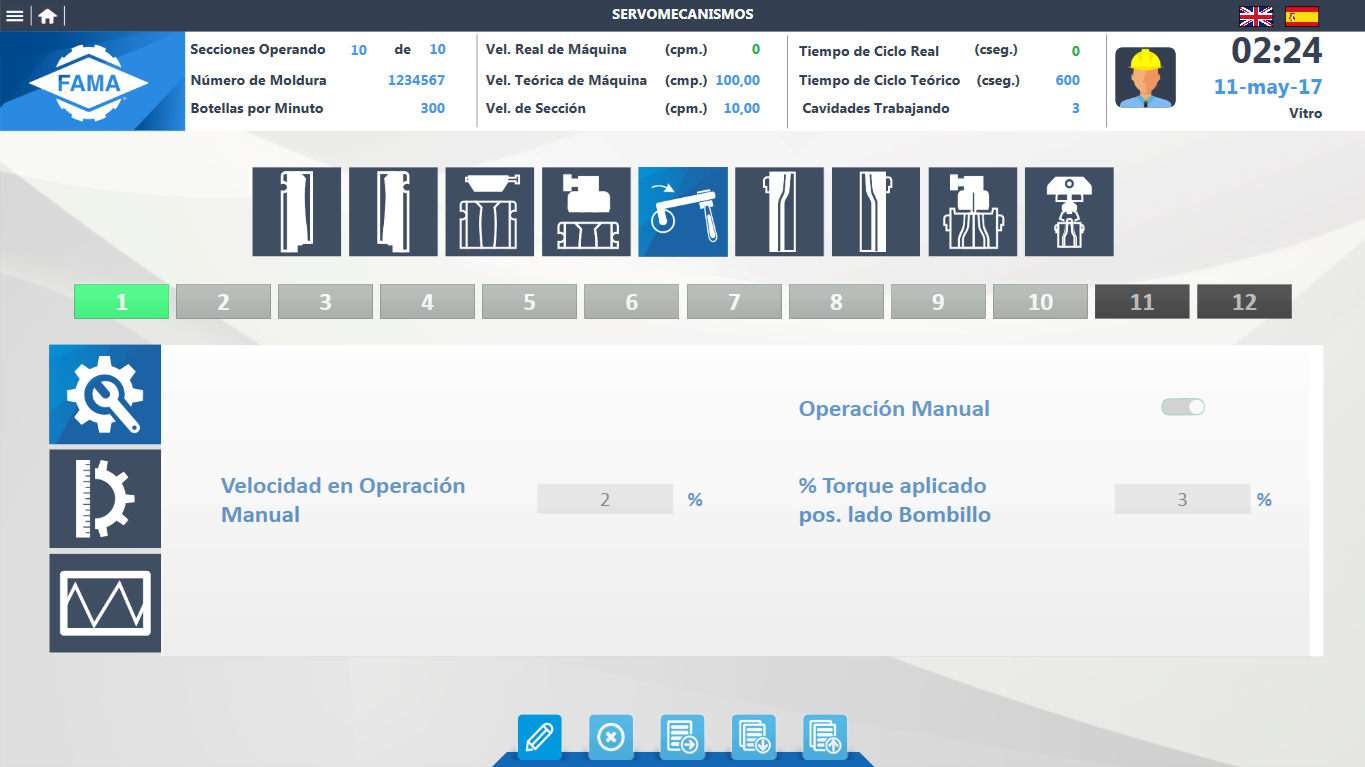 SERVOMECANISMOS
FAMA
Secciones Operando 10 de 10
Número de Moldura 1234567
Botellas por Minuto 300
Vel. Real de Máquina (cpm.) 0
Vel. Teórica de Máquina (cmp.) 100,00
Vel. de Sección (cpm.) 10,00
Tiempo de Ciclo Real (cseg.) 0
Tiempo de Ciclo Teórico (cseg.) 600
Cavidades Trabajando 3
02:24
11-may-17
Vitro
1 2 3 4 5 6 7 8 9 10 11 12
Operación Manual
Velocidad en Operación
Manual
2 %
% Torque aplicado
pos. lado Bombillo
3 %